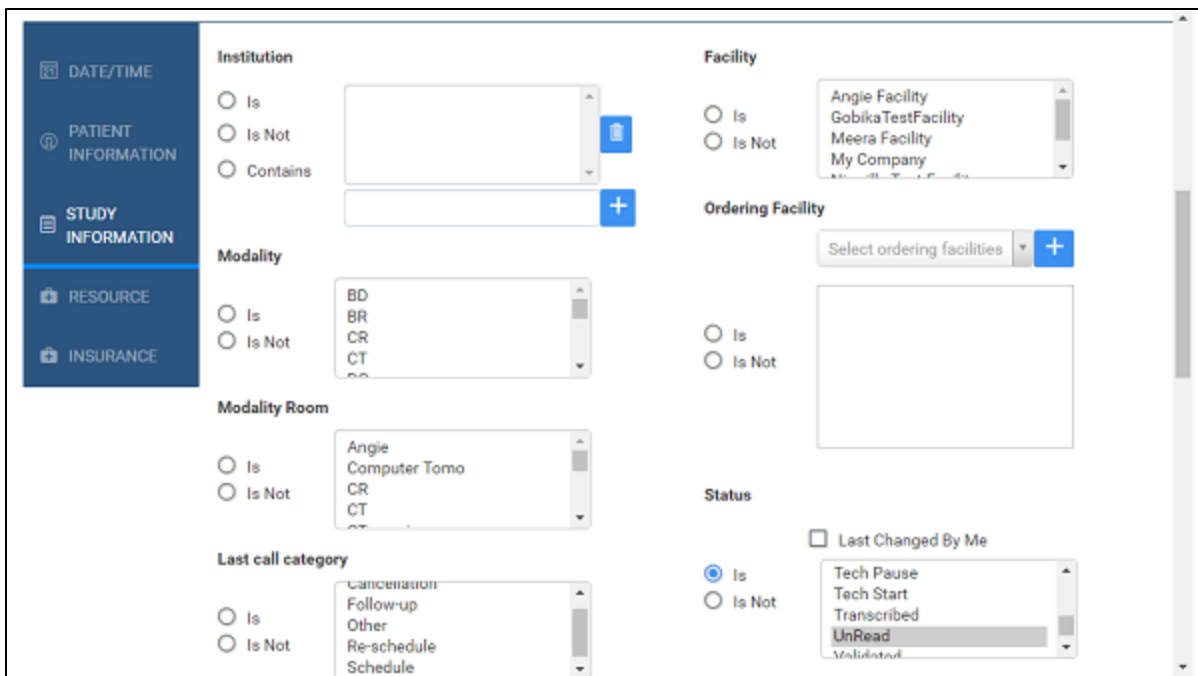 DATE/TIME
PATIENT
INFORMATION
STUDY
INFORMATION
RESOURCE
INSURANCE
Institution
Is
Is Not
Contains
Modality
Is
Is Not
BD
BR
CR
CT
Modality Room
Is
Is Not
Angie
Computer Tomo
CR
CT
Last call category
Is
Is Not
Cancellation
Follow-up
Other
Re-schedule
Schedule
Facility
Is
Is Not
Angie Facility
GobikaTestFacility
Meera Facility
My Company
Ordering Facility
Select ordering facilities
Is
Is Not
Status
Last Changed By Me
Is
Is Not
Tech Pause
Tech Start
Transcribed
UnRead
Validated